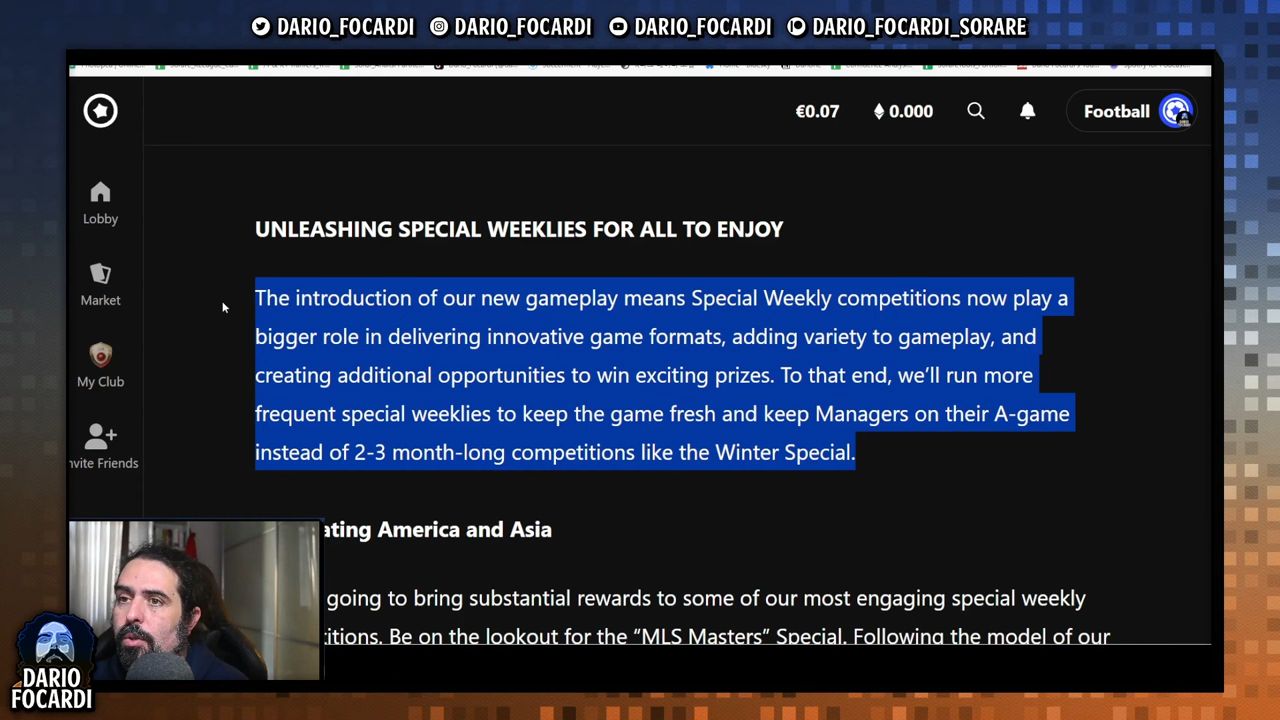 DARIO_FOCARDI DARIO_FOCARDI DARIO_FOCARDI DARIO_FOCARDI_SORARE
€0.07 0.000 Football
Lobby
Market
My Club
nvite Friends
UNLEASHING SPECIAL WEEKLIES FOR ALL TO ENJOY
The introduction of our new gameplay means Special Weekly competitions now play a
bigger role in delivering innovative game formats, adding variety to gameplay, and
creating additional opportunities to win exciting prizes. To that end, we’ll run more
frequent special weeklies to keep the game fresh and keep Managers on their A-game
instead of 2-3 month-long competitions like the Winter Special.
ating America and Asia
going to bring substantial rewards to some of our most engaging special weekly
titions. Be on the lookout for the “MLS Masters” Special. Following the model of our
DARIO
FOCARDI